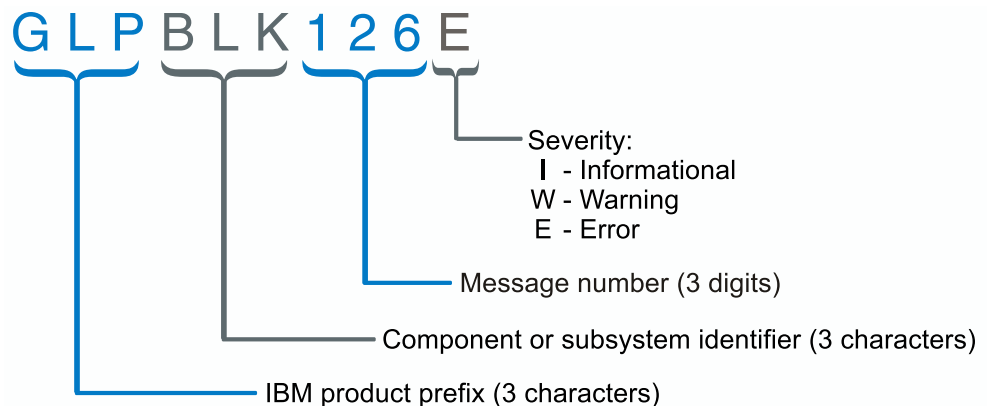 GLPBLK126E
Severity:
I - Informational
W - Warning
E - Error
Message number (3 digits)
Component or subsystem identifier (3 characters)
IBM product prefix (3 characters)